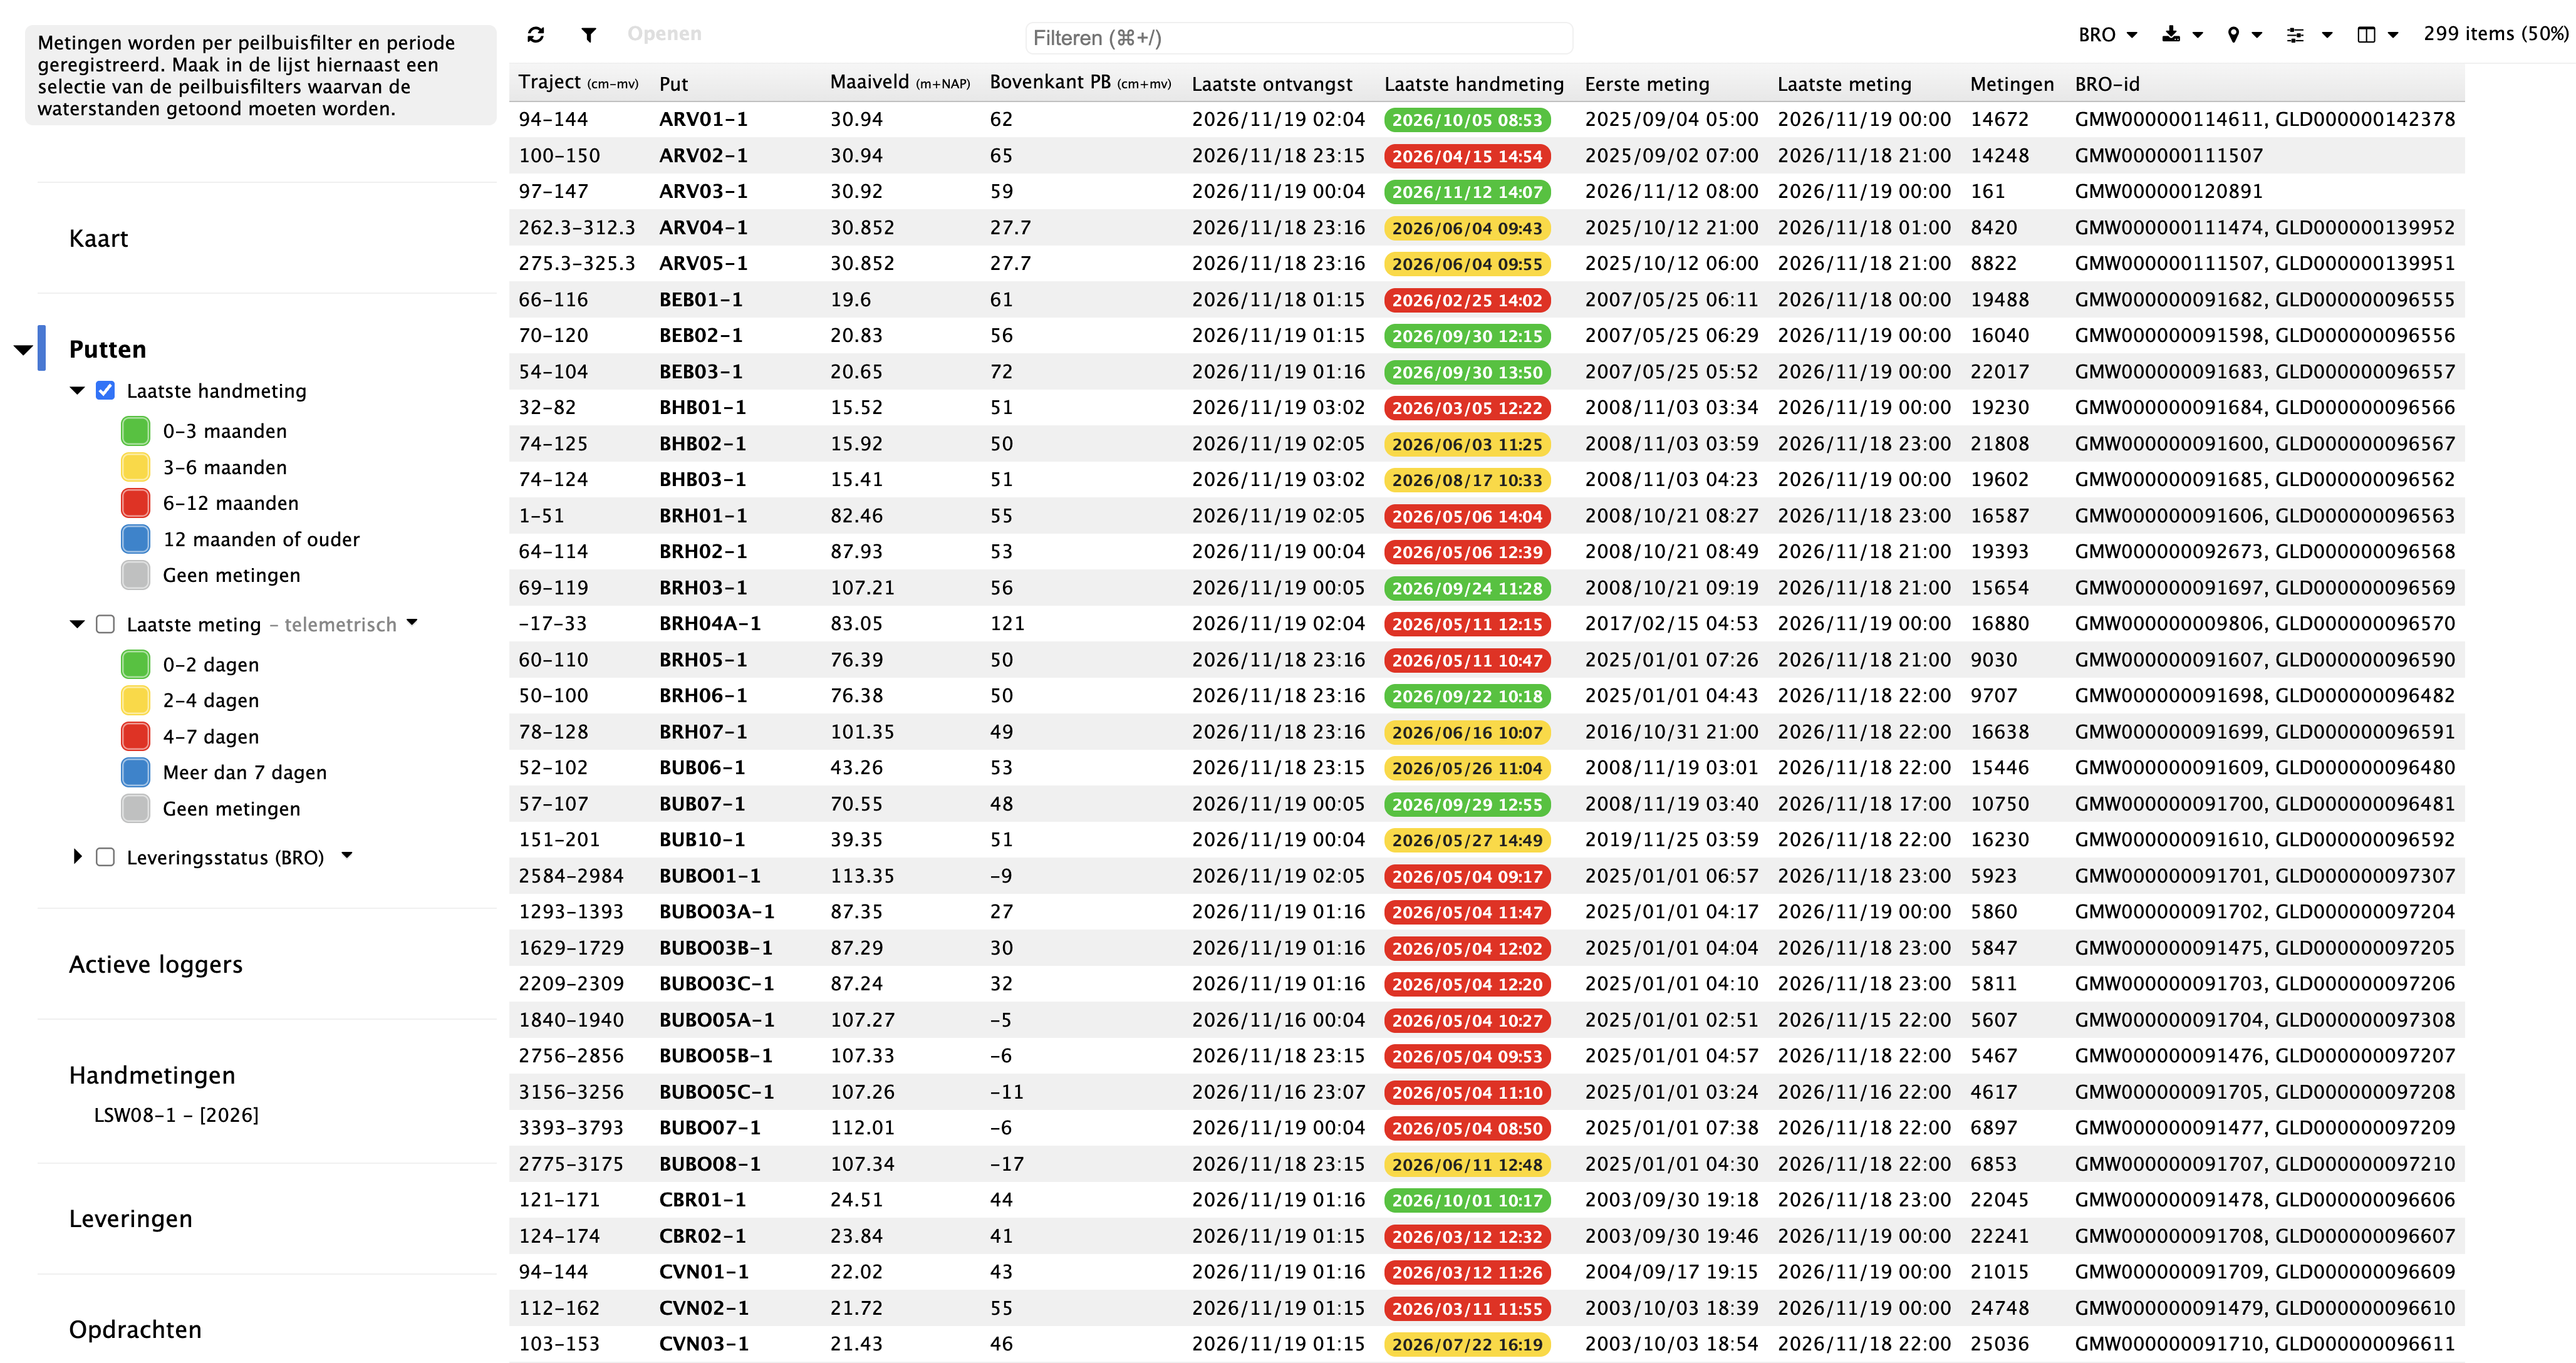 Metingen worden per peilbuisfilter en periode
geregistreerd. Maak in de lijst hiernaast een
selectie van de peilbuisfilters waarvan de
waterstanden getoond moeten worden.
Kaart
Putten
Laatste handmeting
0-3 maanden
3-6 maanden
6-12 maanden
12 maanden of ouder
Geen metingen
Laatste meting - telemetrisch
0-2 dagen
2-4 dagen
4-7 dagen
Meer dan 7 dagen
Geen metingen
Leveringsstatus (BRO)
Actieve loggers
Handmetingen
LSW08-1 - [2026]
Leveringen
Opdrachten
Openen Filteren (⌘+/) BRO 299 items (50%)
Traject (cm-mv) Put Maaiveld (m+NAP) Bovenkant PB (cm+mv) Laatste ontvangst Laatste handmeting Eerste meting Laatste meting Metingen BRO-id
94-144 ARV01-1 30.94 62 2026/11/19 02:04 2026/10/05 08:53 2025/09/04 05:00 2026/11/19 00:00 14672 GMW000000114611, GLD000000142378
100-150 ARV02-1 30.94 65 2026/11/18 23:15 2026/04/15 14:54 2025/09/02 07:00 2026/11/18 21:00 14248 GMW000000111507
97-147 ARV03-1 30.92 59 2026/11/19 00:04 2026/11/12 14:07 2026/11/12 08:00 2026/11/19 00:00 161 GMW000000120891
262.3-312.3 ARV04-1 30.852 27.7 2026/11/18 23:16 2026/06/04 09:43 2025/10/12 21:00 2026/11/18 01:00 8420 GMW000000111474, GLD000000139952
275.3-325.3 ARV05-1 30.852 27.7 2026/11/18 23:16 2026/06/04 09:55 2025/10/12 06:00 2026/11/18 21:00 8822 GMW000000111507, GLD000000139951
66-116 BEB01-1 19.6 61 2026/11/18 01:15 2026/02/25 14:02 2007/05/25 06:11 2026/11/18 00:00 19488 GMW000000091682, GLD000000096555
70-120 BEB02-1 20.83 56 2026/11/19 01:15 2026/09/30 12:15 2007/05/25 06:29 2026/11/19 00:00 16040 GMW000000091598, GLD000000096556
54-104 BEB03-1 20.65 72 2026/11/19 01:16 2026/09/30 13:50 2007/05/25 05:52 2026/11/19 00:00 22017 GMW000000091683, GLD000000096557
32-82 BHB01-1 15.52 51 2026/11/19 03:02 2026/03/05 12:22 2008/11/03 03:34 2026/11/19 00:00 19230 GMW000000091684, GLD000000096566
74-125 BHB02-1 15.92 50 2026/11/19 02:05 2026/06/03 11:25 2008/11/03 03:59 2026/11/18 23:00 21808 GMW000000091600, GLD000000096567
74-124 BHB03-1 15.41 51 2026/11/19 03:02 2026/08/17 10:33 2008/11/03 04:23 2026/11/19 00:00 19602 GMW000000091685, GLD000000096562
1-51 BRH01-1 82.46 55 2026/11/19 02:05 2026/05/06 14:04 2008/10/21 08:27 2026/11/18 23:00 16587 GMW000000091606, GLD000000096563
64-114 BRH02-1 87.93 53 2026/11/19 00:04 2026/05/06 12:39 2008/10/21 08:49 2026/11/18 21:00 19393 GMW000000092673, GLD000000096568
69-119 BRH03-1 107.21 56 2026/11/19 00:05 2026/09/24 11:28 2008/10/21 09:19 2026/11/18 21:00 15654 GMW000000091697, GLD000000096569
-17-33 BRH04A-1 83.05 121 2026/11/19 02:04 2026/05/11 12:15 2017/02/15 04:53 2026/11/19 00:00 16880 GMW000000009806, GLD000000096570
60-110 BRH05-1 76.39 50 2026/11/18 23:16 2026/05/11 10:47 2025/01/01 07:26 2026/11/18 21:00 9030 GMW000000091607, GLD000000096590
50-100 BRH06-1 76.38 50 2026/11/18 23:16 2026/09/22 10:18 2025/01/01 04:43 2026/11/18 22:00 9707 GMW000000091698, GLD000000096482
78-128 BRH07-1 101.35 49 2026/11/18 23:16 2026/06/16 10:07 2016/10/31 21:00 2026/11/18 22:00 16638 GMW000000091699, GLD000000096591
52-102 BUB06-1 43.26 53 2026/11/18 23:15 2026/05/26 11:04 2008/11/19 03:01 2026/11/18 22:00 15446 GMW000000091609, GLD000000096480
57-107 BUB07-1 70.55 48 2026/11/19 00:05 2026/09/29 12:55 2008/11/19 03:40 2026/11/18 17:00 10750 GMW000000091700, GLD000000096481
151-201 BUB10-1 39.35 51 2026/11/19 00:04 2026/05/27 14:49 2019/11/25 03:59 2026/11/18 22:00 16230 GMW000000091610, GLD000000096592
2584-2984 BUBO01-1 113.35 -9 2026/11/19 02:05 2026/05/04 09:17 2025/01/01 06:57 2026/11/18 23:00 5923 GMW000000091701, GLD000000097307
1293-1393 BUBO03A-1 87.35 27 2026/11/19 01:16 2026/05/04 11:47 2025/01/01 04:17 2026/11/19 00:00 5860 GMW000000091702, GLD000000097204
1629-1729 BUBO03B-1 87.29 30 2026/11/19 01:16 2026/05/04 12:02 2025/01/01 04:04 2026/11/18 23:00 5847 GMW000000091475, GLD000000097205
2209-2309 BUBO03C-1 87.24 32 2026/11/19 01:16 2026/05/04 12:20 2025/01/01 04:10 2026/11/18 23:00 5811 GMW000000091703, GLD000000097206
1840-1940 BUBO05A-1 107.27 -5 2026/11/16 00:04 2026/05/04 10:27 2025/01/01 02:51 2026/11/15 22:00 5607 GMW000000091704, GLD000000097308
2756-2856 BUBO05B-1 107.33 -6 2026/11/18 23:15 2026/05/04 09:53 2025/01/01 04:57 2026/11/18 22:00 5467 GMW000000091476, GLD000000097207
3156-3256 BUBO05C-1 107.26 -11 2026/11/16 23:07 2026/05/04 11:10 2025/01/01 03:24 2026/11/16 22:00 4617 GMW000000091705, GLD000000097208
3393-3793 BUBO07-1 112.01 -6 2026/11/19 00:04 2026/05/04 08:50 2025/01/01 07:38 2026/11/18 22:00 6897 GMW000000091477, GLD000000097209
2775-3175 BUBO08-1 107.34 -17 2026/11/18 23:15 2026/06/11 12:48 2025/01/01 04:30 2026/11/18 22:00 6853 GMW000000091707, GLD000000097210
121-171 CBR01-1 24.51 44 2026/11/19 01:16 2026/10/01 10:17 2003/09/30 19:18 2026/11/18 23:00 22045 GMW000000091478, GLD000000096606
124-174 CBR02-1 23.84 41 2026/11/19 01:15 2026/03/12 12:32 2003/09/30 19:46 2026/11/19 00:00 22241 GMW000000091708, GLD000000096607
94-144 CVN01-1 22.02 43 2026/11/19 01:16 2026/03/12 11:26 2004/09/17 19:15 2026/11/19 00:00 21015 GMW000000091709, GLD000000096609
112-162 CVN02-1 21.72 55 2026/11/19 01:15 2026/03/11 11:55 2003/10/03 18:39 2026/11/19 00:00 24748 GMW000000091479, GLD000000096610
103-153 CVN03-1 21.43 46 2026/11/19 01:15 2026/07/22 16:19 2003/10/03 18:54 2026/11/18 22:00 25036 GMW000000091710, GLD000000096611